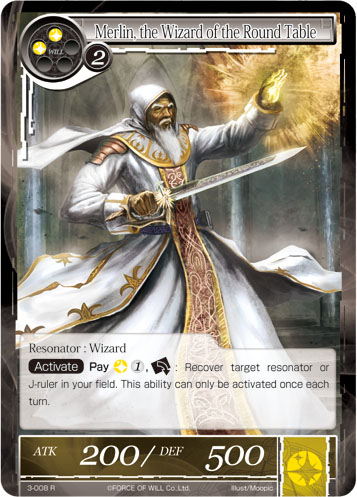 Merlin, the Wizard of the Round Table
WILL
2
Resonator : Wizard
Activate Pay 1 , : Recover target resonator or
J-ruler in your field. This ability can only be activated once each
turn.
ATK 200/ DEF 500
3-008 R ©FORCE OF WILL Co.Ltd. Illust/Moopic